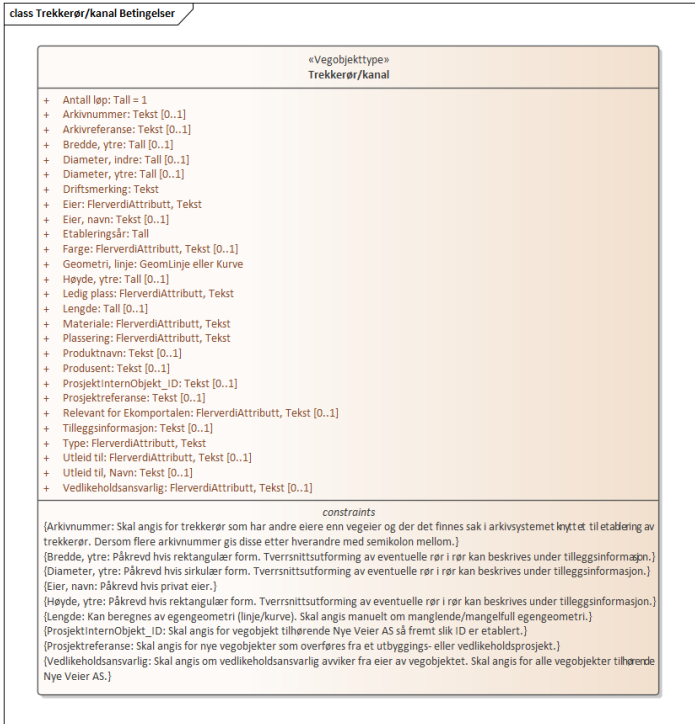 class Trekkerør/kanal Betingelser
«Vegobjekttype»
Trekkerør/kanal
+ Antall løp: Tall = 1
+ Arkivnummer: Tekst [0..1]
+ Arkivreferanse: Tekst [0..1]
+ Bredde, ytre: Tall [0..1]
+ Diameter, indre: Tall [0..1]
+ Diameter, ytre: Tall [0..1]
+ Driftsmerking: Tekst
+ Eier: FlerverdiAttributt, Tekst
+ Eier, navn: Tekst [0..1]
+ Etableringsår: Tall
+ Farge: FlerverdiAttributt, Tekst [0..1]
+ Geometri, linje: GeomLinje eller Kurve
+ Høyde, ytre: Tall [0..1]
+ Ledig plass: FlerverdiAttributt, Tekst
+ Lengde: Tall [0..1]
+ Materiale: FlerverdiAttributt, Tekst
+ Plassering: FlerverdiAttributt, Tekst
+ Produktnavn: Tekst [0..1]
+ Produsent: Tekst [0..1]
+ ProsjektInternObjekt_ID: Tekst [0..1]
+ Prosjektreferanse: Tekst [0..1]
+ Relevant for Ekomportalen: FlerverdiAttributt, Tekst [0..1]
+ Tilleggsinformasjon: Tekst [0..1]
+ Type: FlerverdiAttributt, Tekst
+ Utleid til: FlerverdiAttributt, Tekst [0..1]
+ Utleid til, Navn: Tekst [0..1]
+ Vedlikeholdsansvarlig: FlerverdiAttributt, Tekst [0..1]
constraints
{Arkivnummer: Skal angis for trekkerør som har andre eiere enn vegeier og der det finnes sak i arkivsystemet knyttet til etablering av
trekkerør. Dersom flere arkivnummer gis disse etter hverandre med semikolon mellom.}
{Bredde, ytre: Påkrevd hvis rektangulær form. Tverrsnittsutforming av eventuelle rør i rør kan beskrives under tilleggsinformasjon.}
{Diameter, ytre: Påkrevd hvis sirkulær form. Tverrsnittsutforming av eventuelle rør i rør kan beskrives under tilleggsinformasjon.}
{Eier, navn: Påkrevd hvis privat eier.}
{Høyde, ytre: Påkrevd hvis rektangulær form. Tverrsnittsutforming av eventuelle rør i rør kan beskrives under tilleggsinformasjon.}
{Lengde: Kan beregnes av egengeometri (linje/kurve). Skal angis manuelt om manglende/mangelfull egengeometri.}
{ProsjektInternObjekt_ID: Skal angis for vegobjekt tilhørende Nye Veier AS så fremt slik ID er etablert.}
{Prosjektreferanse: Skal angis for nye vegobjekter som overføres fra et utbyggings- eller vedlikeholdsprosjekt.}
{Vedlikeholdsansvarlig: Skal angis om vedlikeholdsansvarlig avviker fra eier av vegobjektet. Skal angis for alle vegobjekter tilhørende
Nye Veier AS.}